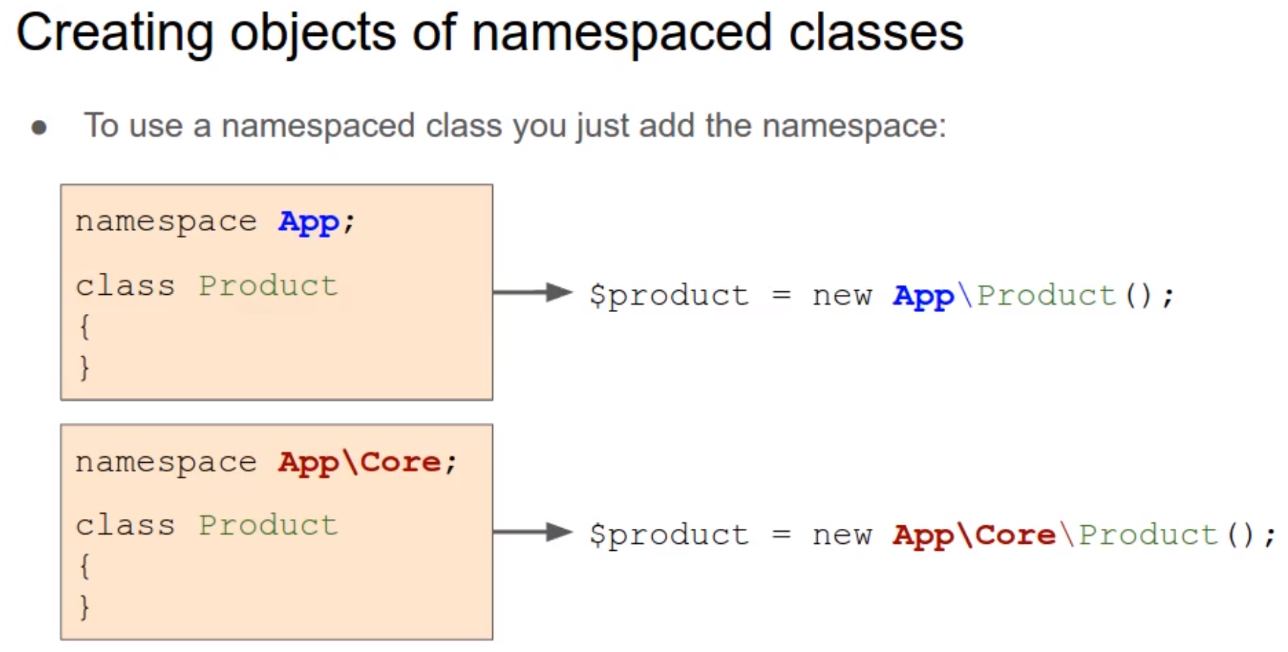 Creating objects of namespaced classes
● To use a namespaced class you just add the namespace:
namespace App;
class Product
{
}
$product = new App\Product();
namespace App\Core;
class Product
{
}
$product = new App\Core\Product();